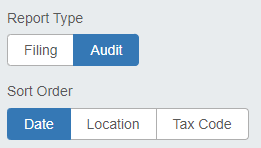 Report Type
Filing Audit
Sort Order
Date Location Tax Code